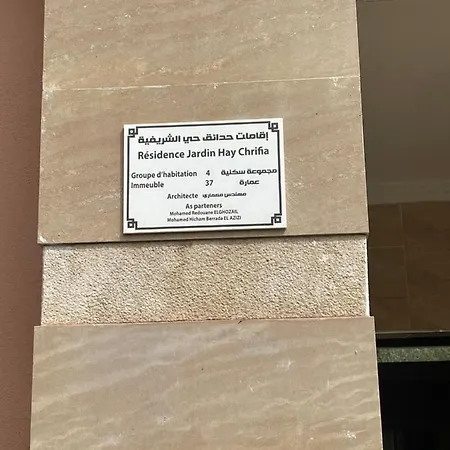 إقامات حدائق حي الشريفية
Résidence Jardin Hay Chrifia
Groupe d'habitation 4 مجموعة سكنية
Immeuble 37 عمارة
Architecte مهندس معماري
As parteners
Mohamed Redouane ELGHOZAIL
Mohamed Hicham Berrada EL AZIZI